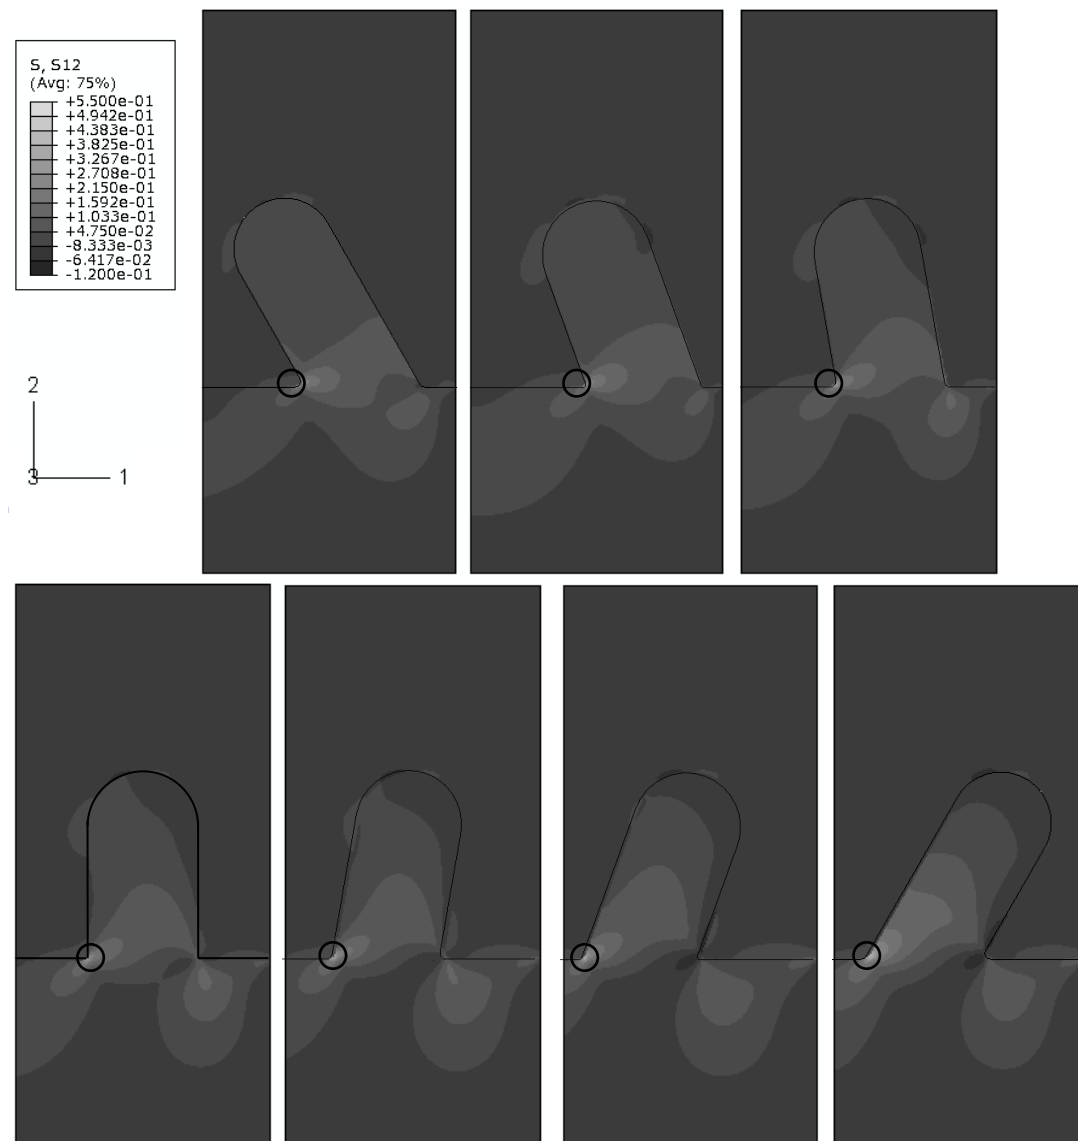 S, S12
(Avg: 75%)
+5.500e-01
+4.942e-01
+4.383e-01
+3.825e-01
+3.267e-01
+2.708e-01
+2.150e-01
+1.592e-01
+1.033e-01
+4.750e-02
-8.333e-03
-6.417e-02
-1.200e-01
2
3
1